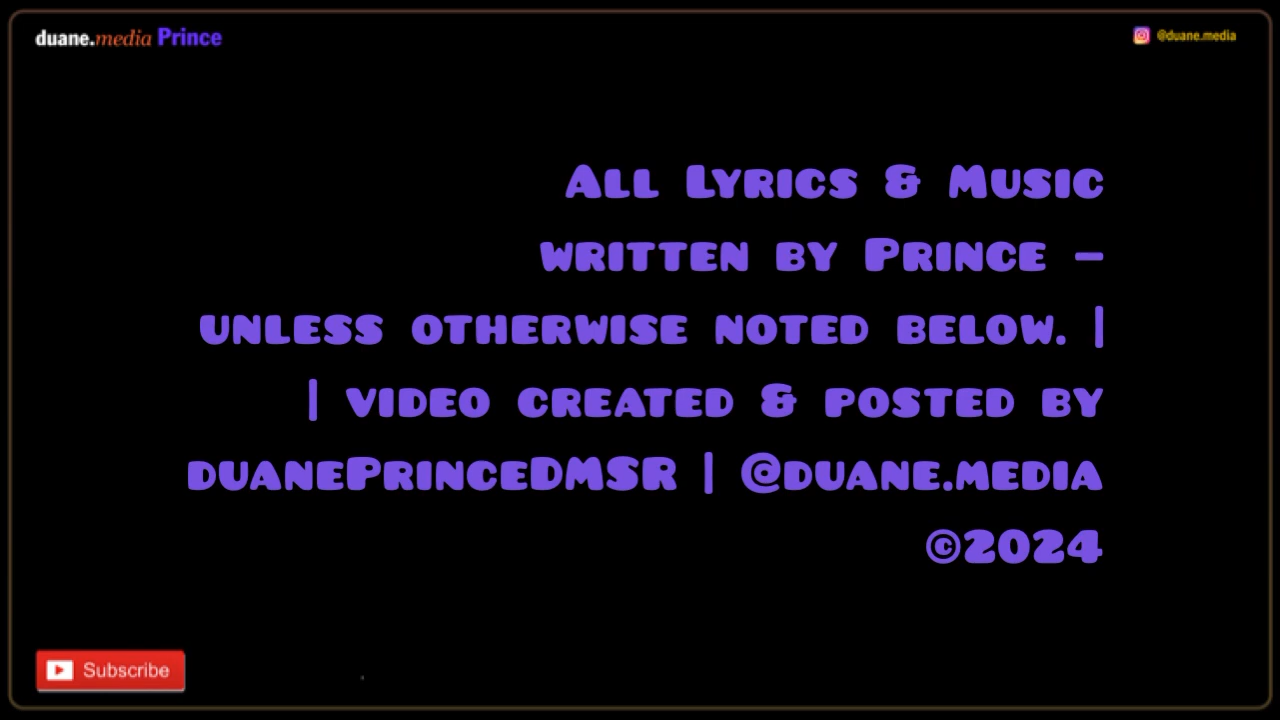 duane.media Prince
@duane.media
All Lyrics & Music
written by Prince –
unless otherwise noted below. |
| video created & posted by
duanePrinceDMSR | @duane.media
©2024
Subscribe